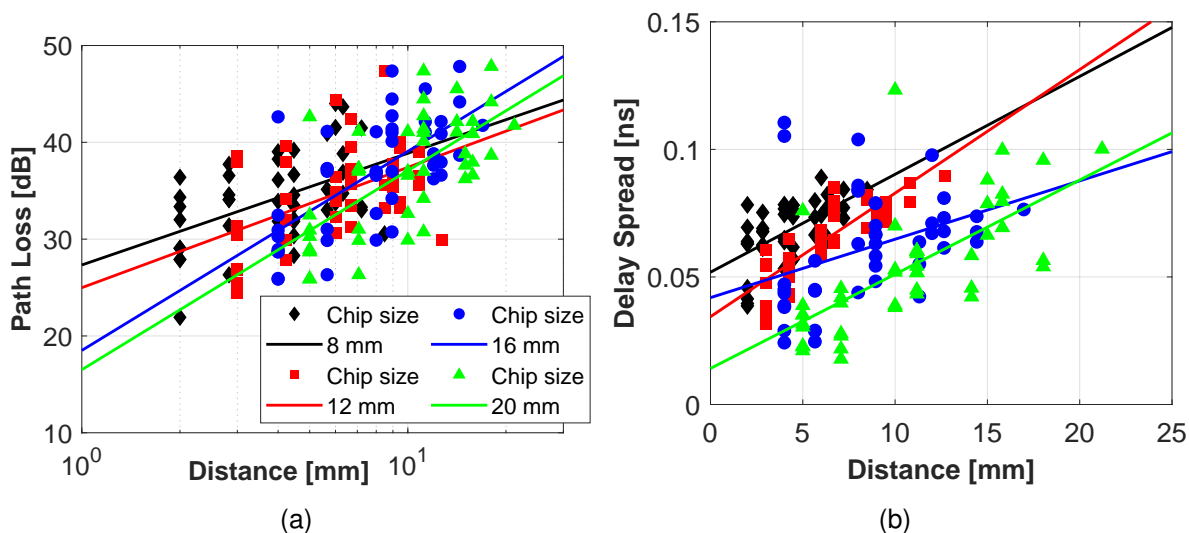 50
40
30
20
10
10⁰
10¹
Path Loss [dB]
Distance [mm]
Chip size
8 mm
Chip size
12 mm
Chip size
16 mm
Chip size
20 mm
(a)
0.15
0.1
0.05
0
0
5
10
15
20
25
Delay Spread [ns]
Distance [mm]
(b)